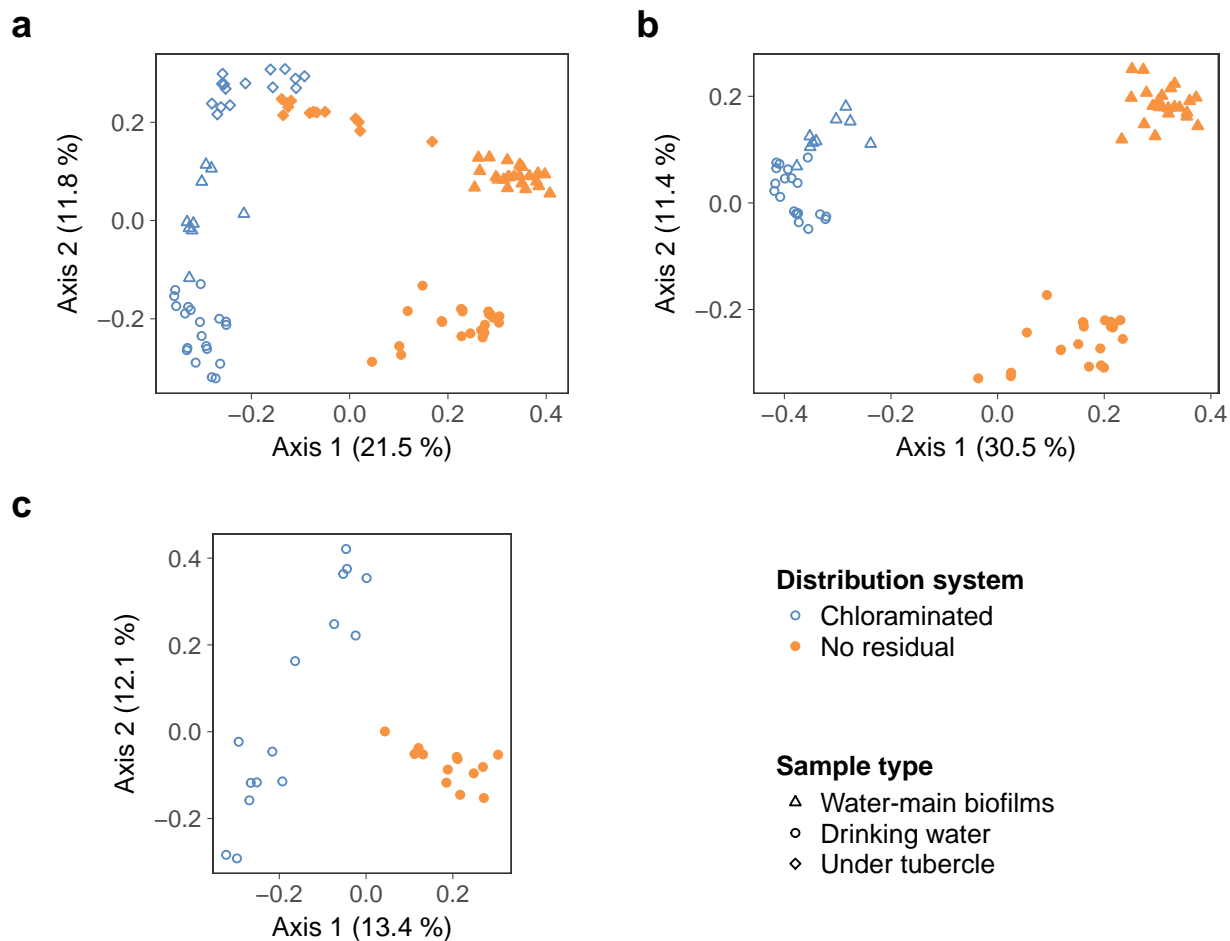 a
Axis 2 (11.8 %)
0.2
0.0
−0.2
−0.2
0.0
0.2
0.4
Axis 1 (21.5 %)
b
Axis 2 (11.4 %)
0.2
0.0
−0.2
−0.4
−0.2
0.0
0.2
0.4
Axis 1 (30.5 %)
c
Axis 2 (12.1 %)
0.4
0.2
0.0
−0.2
−0.2
0.0
0.2
Axis 1 (13.4 %)
Distribution system
Chloraminated
No residual
Sample type
Water-main biofilms
Drinking water
Under tubercle